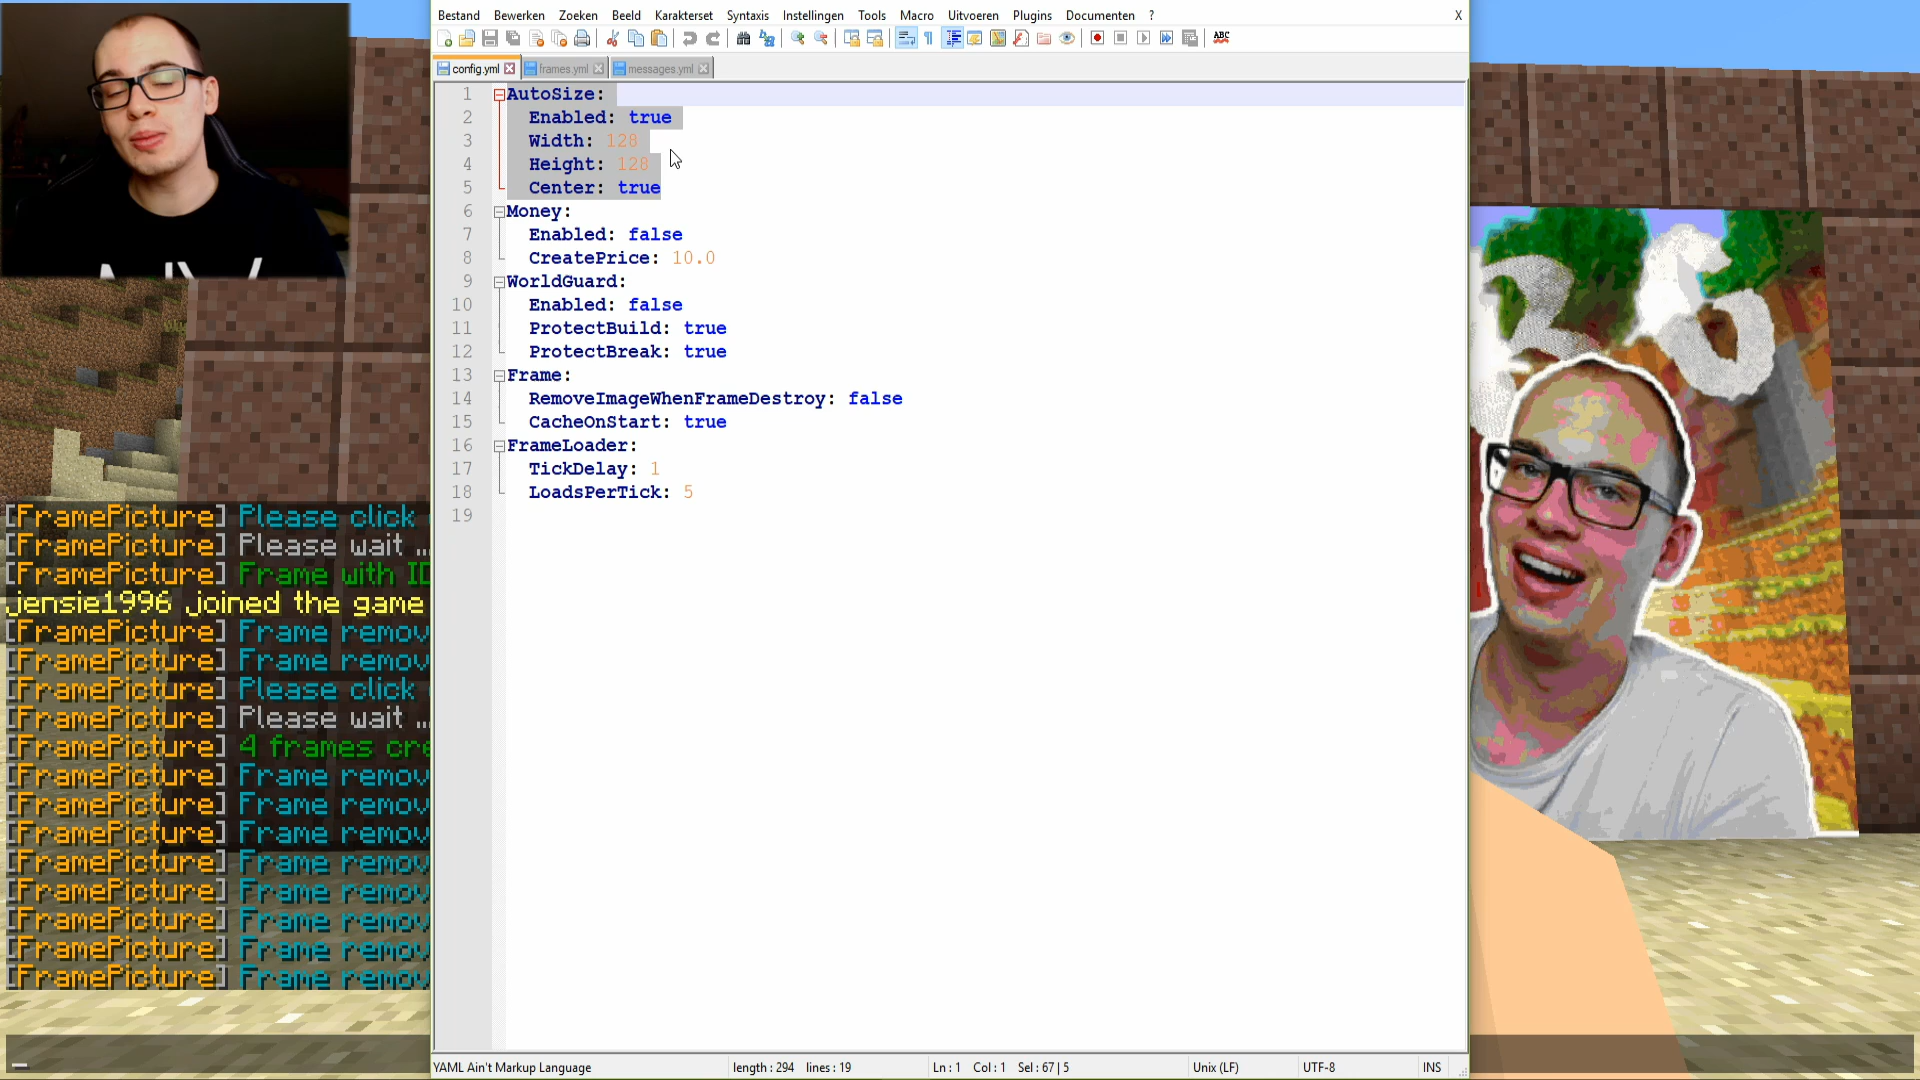 Bestand Bewerken Zoeken Beeld Karakterset Syntaxis Instellingen Tools Macro Uitvoeren Plugins Documenten ? X
ABC
config.yml frames.yml messages.yml
1 AutoSize:
2 Enabled: true
3 Width: 128
4 Height: 128
5 Center: true
6 Money:
7 Enabled: false
8 CreatePrice: 10.0
9 WorldGuard:
10 Enabled: false
11 ProtectBuild: true
12 ProtectBreak: true
13 Frame:
14 RemoveImageWhenFrameDestroy: false
15 CacheOnStart: true
16 FrameLoader:
17 TickDelay: 1
18 LoadsPerTick: 5
19
[FramePicture] Please click
[FramePicture] Please wait ...
[FramePicture] Frame with ID
jensie1996 joined the game
[FramePicture] Frame remov
[FramePicture] Frame remov
[FramePicture] Please click
[FramePicture] Please wait ...
[FramePicture] 4 frames cre
[FramePicture] Frame remov
[FramePicture] Frame remov
[FramePicture] Frame remov
[FramePicture] Frame remov
[FramePicture] Frame remov
[FramePicture] Frame remov
[FramePicture] Frame remov
[FramePicture] Frame remov
YAML Ain't Markup Language length : 294 lines : 19 Ln : 1 Col : 1 Sel : 67 | 5 Unix (LF) UTF-8 INS